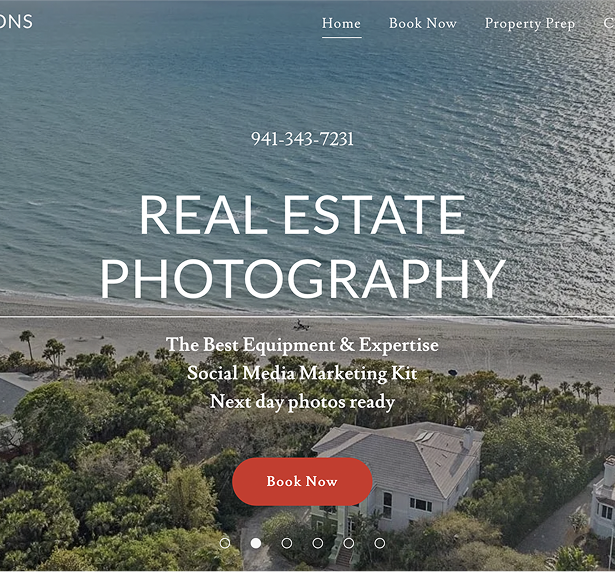 ONS
Home Book Now Property Prep C
941-343-7231
REAL ESTATE
PHOTOGRAPHY
The Best Equipment & Expertise
Social Media Marketing Kit
Next day photos ready
Book Now